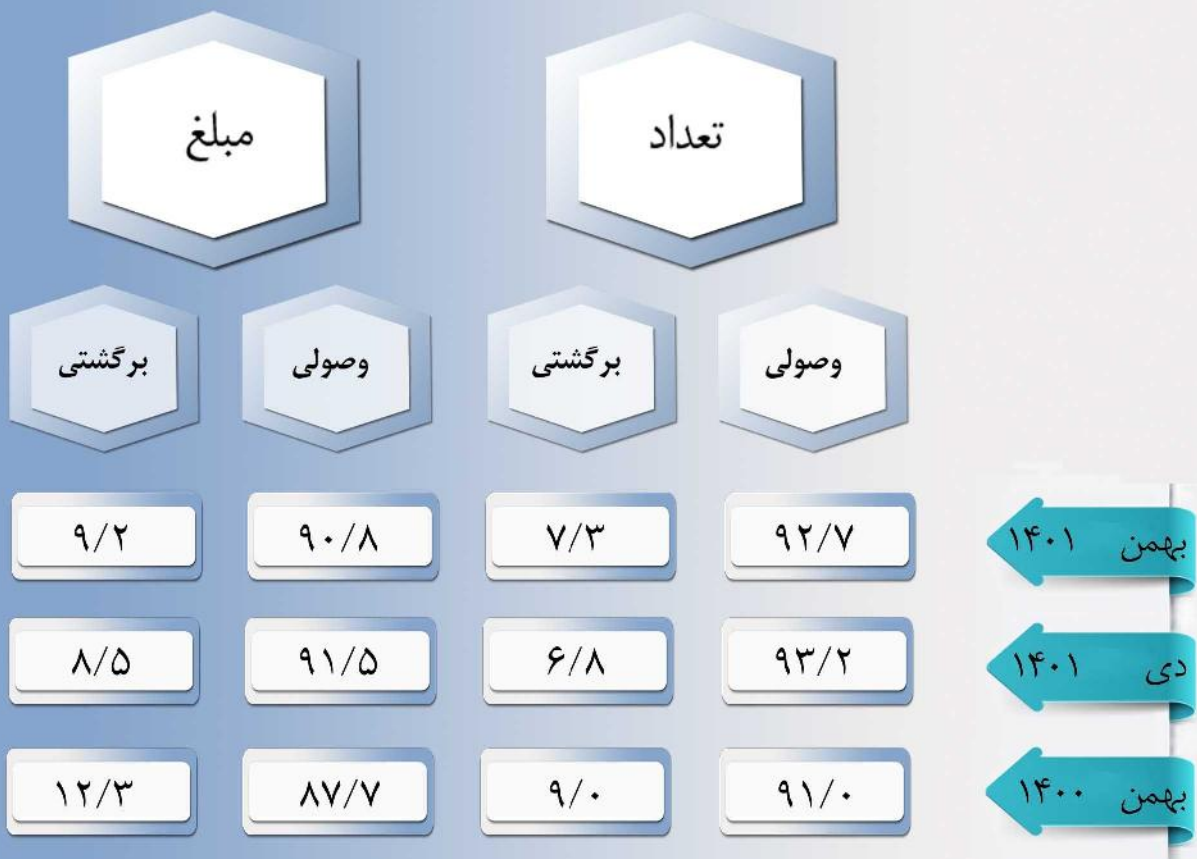 تعداد مبلغ
وصولی برگشتی وصولی برگشتی
بهمن ۱۴۰۱ ۹۲/۷ ۷/۳ ۹۰/۸ ۹/۲
دی ۱۴۰۱ ۹۳/۲ ۶/۸ ۹۱/۵ ۸/۵
بهمن ۱۴۰۰ ۹۱/۰ ۹/۰ ۸۷/۷ ۱۲/۳